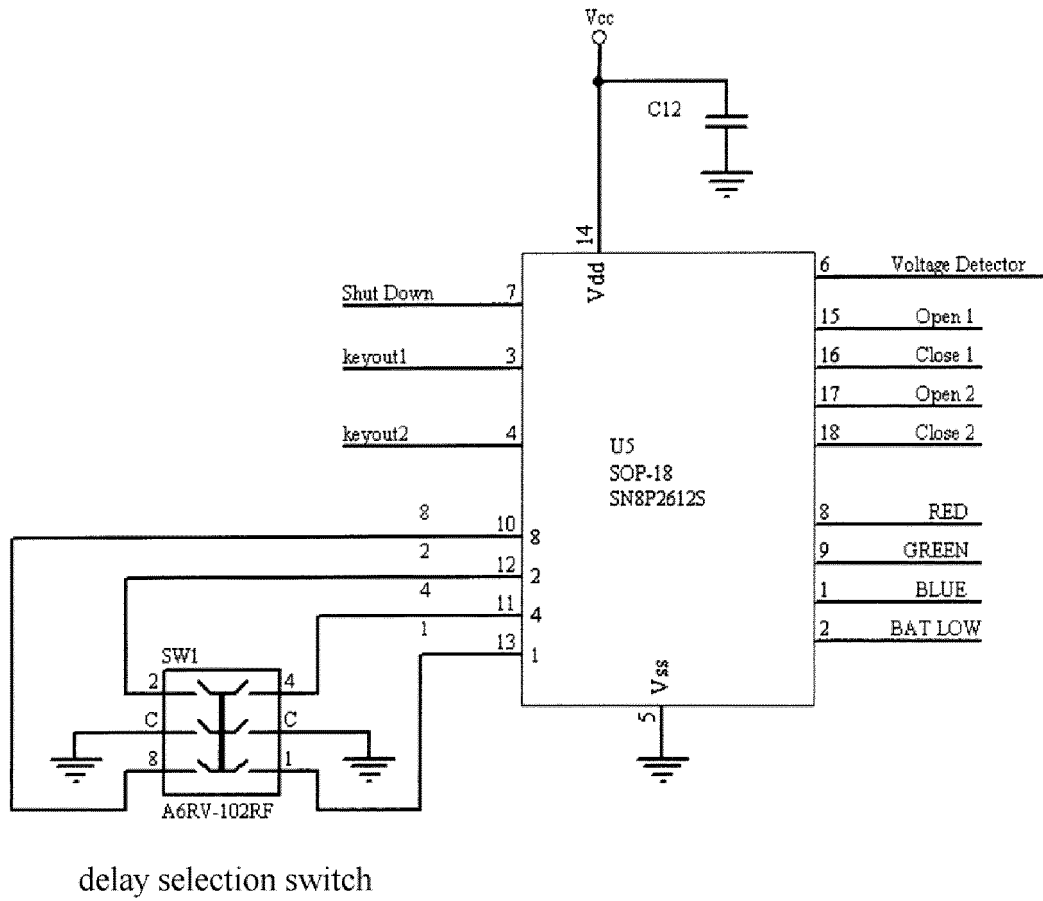 Vcc
C12
14
Vdd
6 Voltage Detector
Shut Down 7
15 Open 1
keyout1 3
16 Close 1
17 Open 2
keyout2 4
18 Close 2
U5
SOP-18
SN8P2612S
8 RED
8 10 8
9 GREEN
2 12 2
1 BLUE
4 11 4
2 BAT LOW
1 13 1
Vss
5
SW1
2 4
C C
8 1
A6RV-102RF
delay selection switch